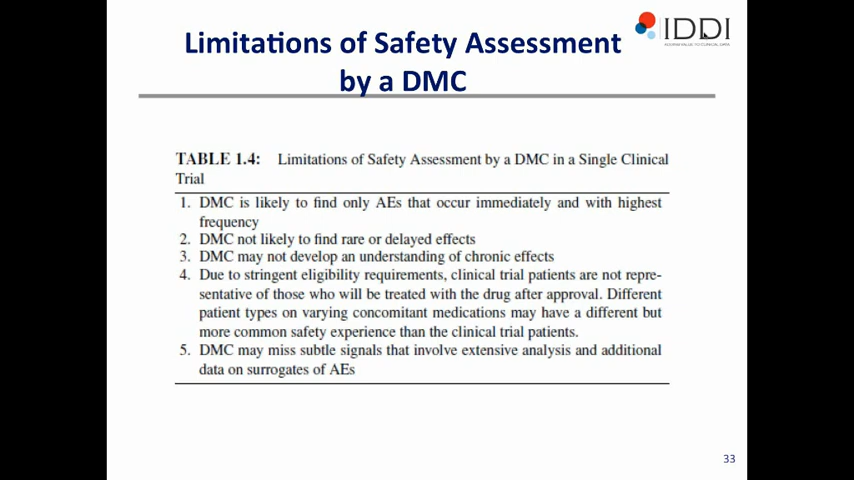 Limitations of Safety Assessment
by a DMC
IDDI
TABLE 1.4: Limitations of Safety Assessment by a DMC in a Single Clinical
Trial
1. DMC is likely to find only AEs that occur immediately and with highest
frequency
2. DMC not likely to find rare or delayed effects
3. DMC may not develop an understanding of chronic effects
4. Due to stringent eligibility requirements, clinical trial patients are not repre-
sentative of those who will be treated with the drug after approval. Different
patient types on varying concomitant medications may have a different but
more common safety experience than the clinical trial patients.
5. DMC may miss subtle signals that involve extensive analysis and additional
data on surrogates of AEs
33